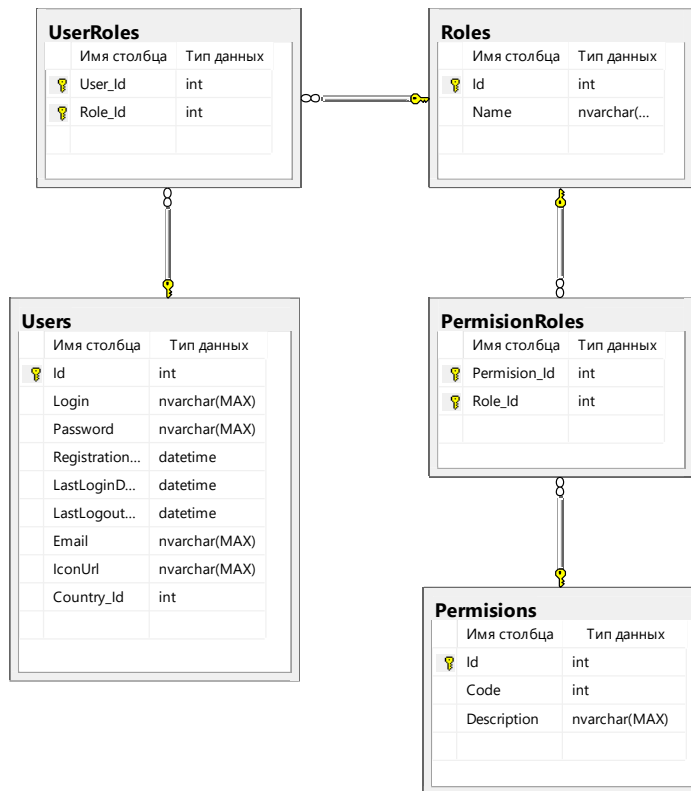 UserRoles
Имя столбца Тип данных
User_Id int
Role_Id int
Roles
Имя столбца Тип данных
Id int
Name nvarchar(...
Users
Имя столбца Тип данных
Id int
Login nvarchar(MAX)
Password nvarchar(MAX)
Registration... datetime
LastLoginD... datetime
LastLogout... datetime
Email nvarchar(MAX)
IconUrl nvarchar(MAX)
Country_Id int
PermisionRoles
Имя столбца Тип данных
Permision_Id int
Role_Id int
Permisions
Имя столбца Тип данных
Id int
Code int
Description nvarchar(MAX)